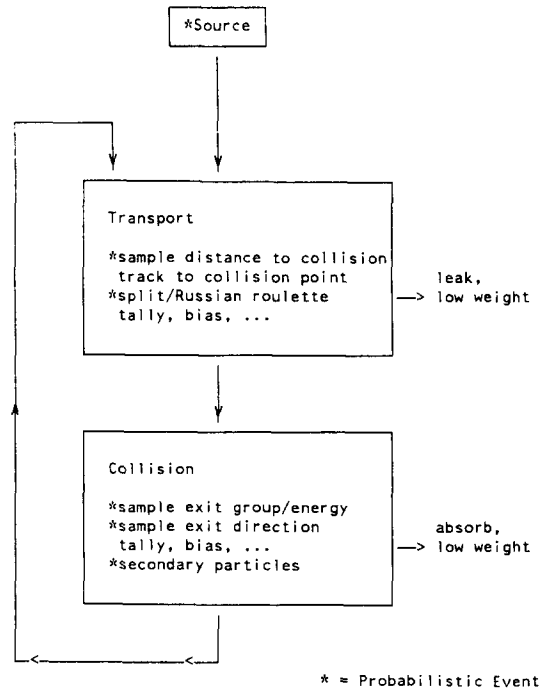 *Source
Transport
*sample distance to collision
track to collision point
*split/Russian roulette
tally, bias, ...
leak,
low weight
Collision
*sample exit group/energy
*sample exit direction
tally, bias, ...
*secondary particles
absorb,
low weight
* = Probabilistic Event